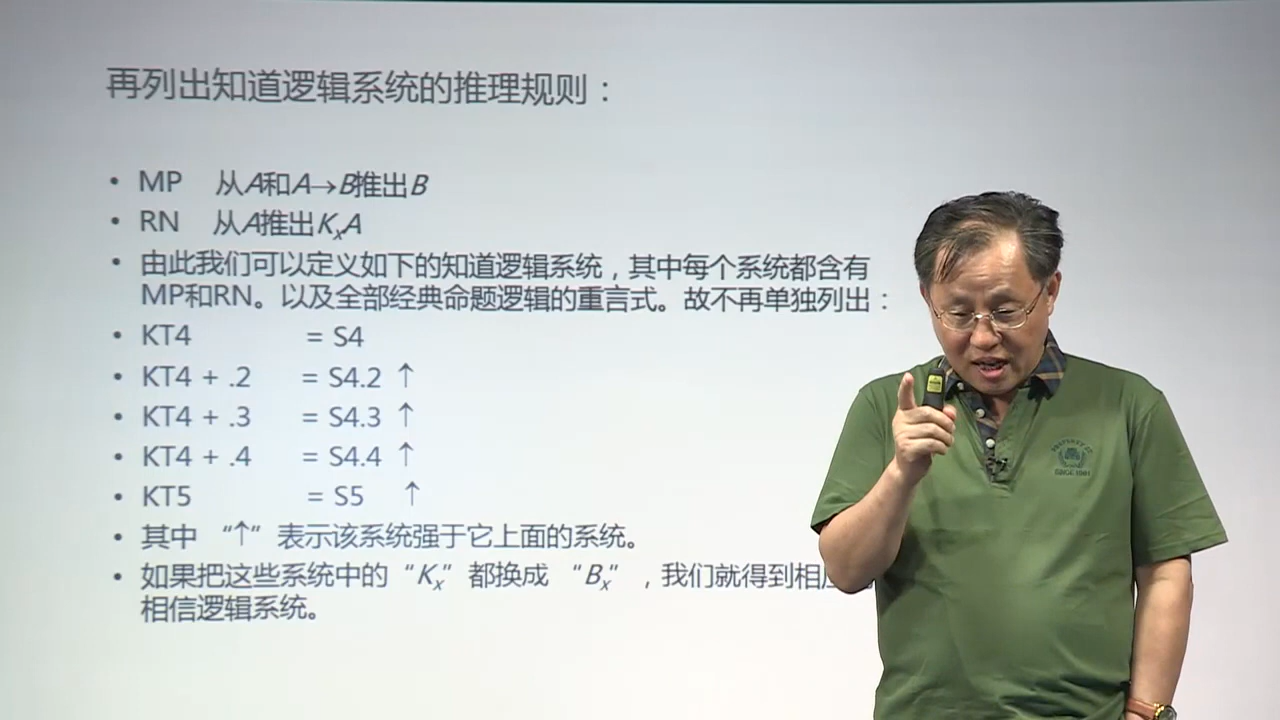 再列出知道逻辑系统的推理规则：
• MP 从A和A→B推出B
• RN 从A推出KₓA
• 由此我们可以定义如下的知道逻辑系统，其中每个系统都含有
MP和RN。以及全部经典命题逻辑的重言式。故不再单独列出：
• KT4 = S4
• KT4 + .2 = S4.2 ↑
• KT4 + .3 = S4.3 ↑
• KT4 + .4 = S4.4 ↑
• KT5 = S5 ↑
• 其中“↑”表示该系统强于它上面的系统。
• 如果把这些系统中的“Kₓ”都换成“Bₓ”，我们就得到相
相信逻辑系统。